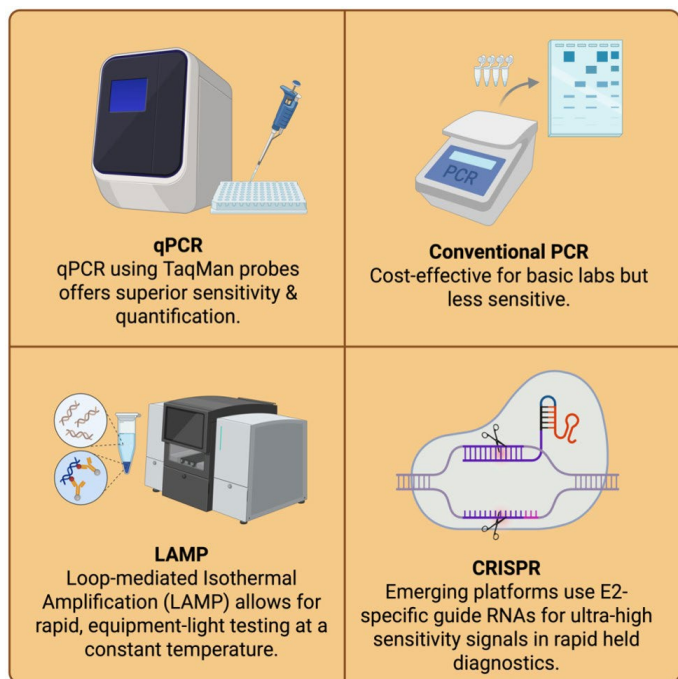 qPCR
qPCR using TaqMan probes
offers superior sensitivity &
quantification.
PCR
Conventional PCR
Cost-effective for basic labs but
less sensitive.
LAMP
Loop-mediated Isothermal
Amplification (LAMP) allows for
rapid, equipment-light testing at a
constant temperature.
CRISPR
Emerging platforms use E2-
specific guide RNAs for ultra-high
sensitivity signals in rapid held
diagnostics.